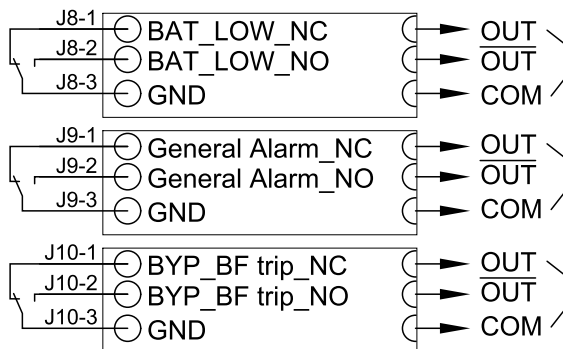 J8-1 BAT_LOW_NC OUT
J8-2 BAT_LOW_NO OUT
J8-3 GND COM
J9-1 General Alarm_NC OUT
J9-2 General Alarm_NO OUT
J9-3 GND COM
J10-1 BYP_BF trip_NC OUT
J10-2 BYP_BF trip_NO OUT
J10-3 GND COM